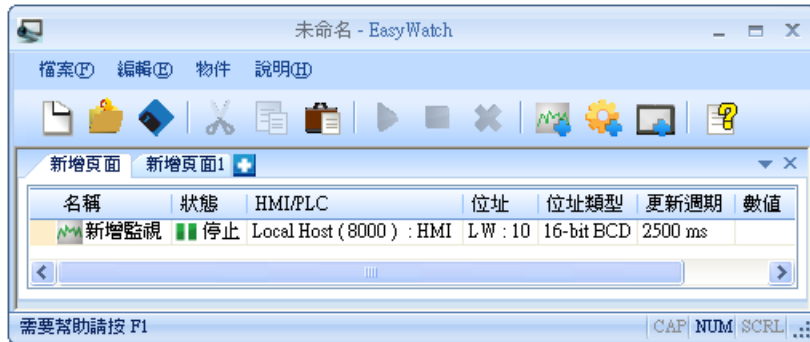 未命名 - EasyWatch
檔案(F) 編輯(E) 物件 說明(H)
新增頁面 新增頁面1
名稱 狀態 HMI/PLC 位址 位址類型 更新週期 數值
新增監視 停止 Local Host ( 8000 ) : HMI LW : 10 16-bit BCD 2500 ms
需要幫助請按 F1 CAP NUM SCRL